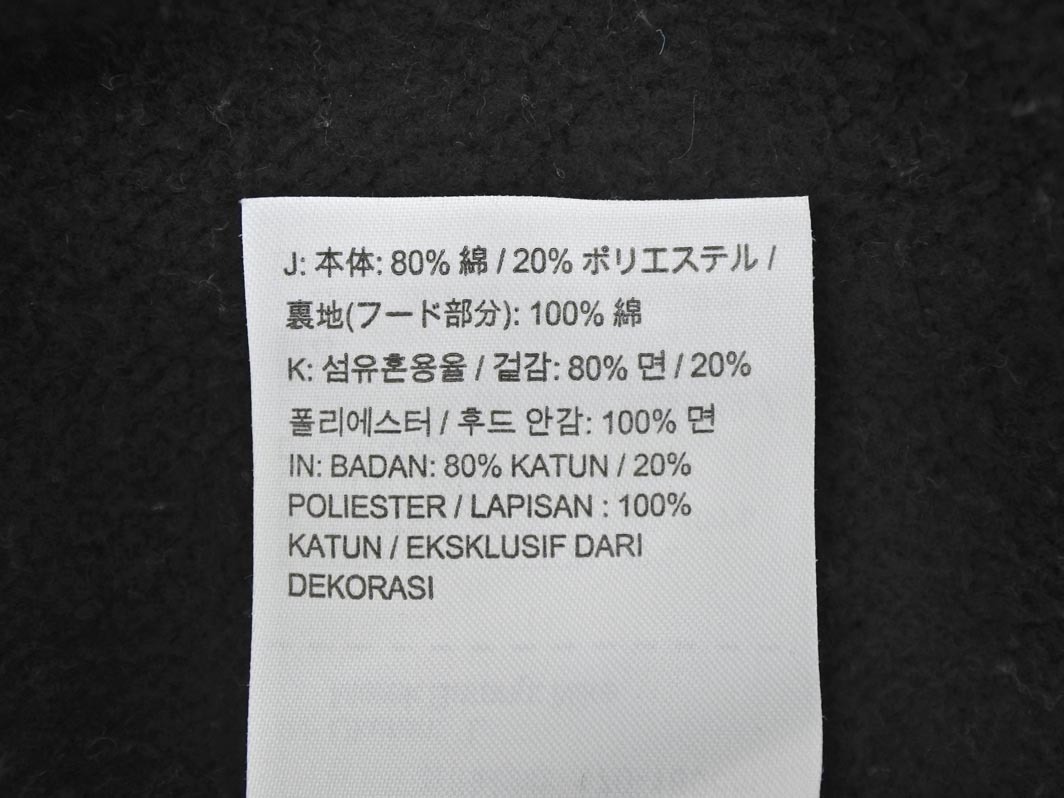 J: 本体: 80% 綿 / 20% ポリエステル /
裏地(フード部分): 100% 綿
K: 섬유혼용율 / 겉감: 80% 면 / 20%
폴리에스터 / 후드 안감: 100% 면
IN: BADAN: 80% KATUN / 20%
POLIESTER / LAPISAN : 100%
KATUN / EKSKLUSIF DARI
DEKORASI